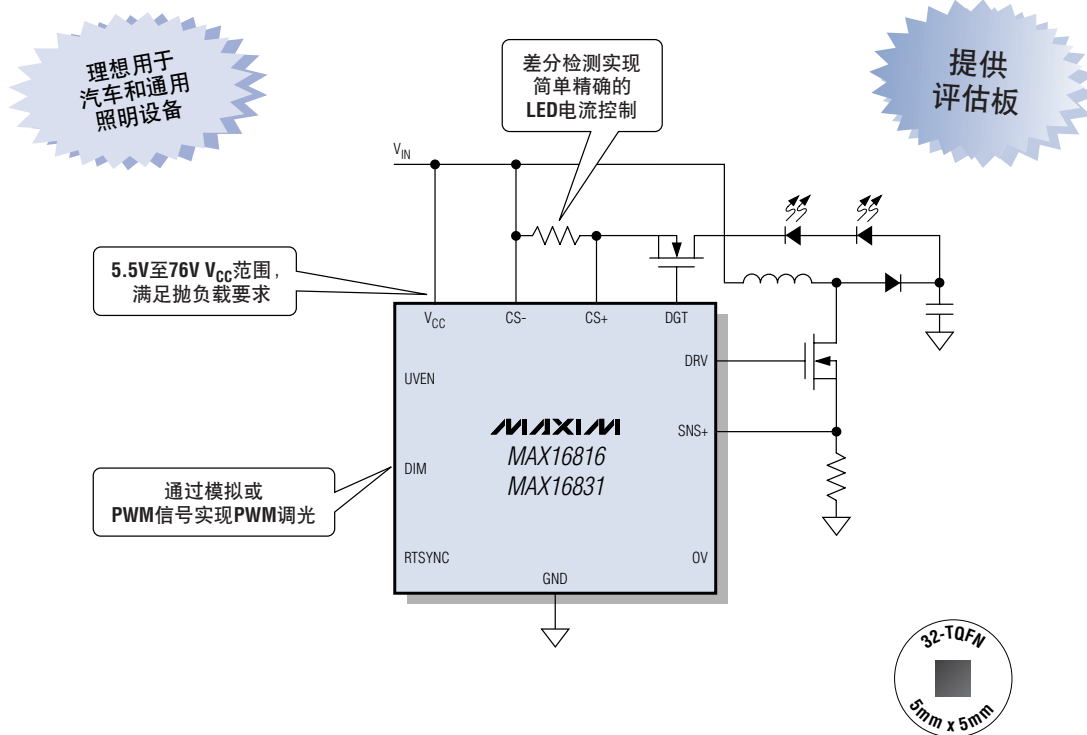 理想用于
汽车和通用
照明设备
差分检测实现
简单精确的
LED电流控制
提供
评估板
VIN
5.5V至76V VCC范围，
满足抛负载要求
VCC
CS-
CS+
DGT
UVEN
DRV
MAXIM
MAX16816
MAX16831
SNS+
DIM
通过模拟或
PWM信号实现PWM调光
RTSYNC
OV
GND
32-TQFN
5mm x 5mm